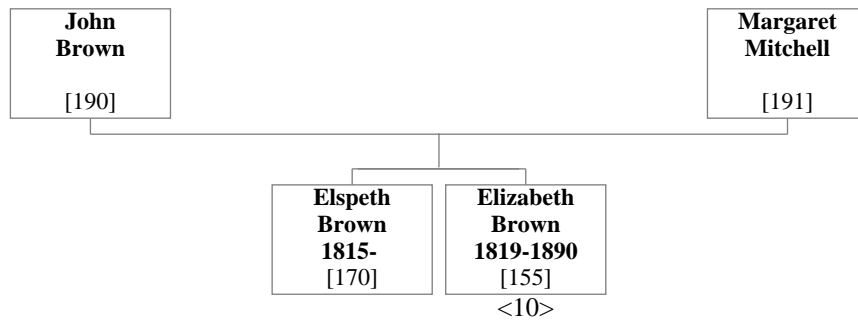 John
Brown
[190]
Margaret
Mitchell
[191]
Elspeth
Brown
1815-
[170]
Elizabeth
Brown
1819-1890
[155]
<10>